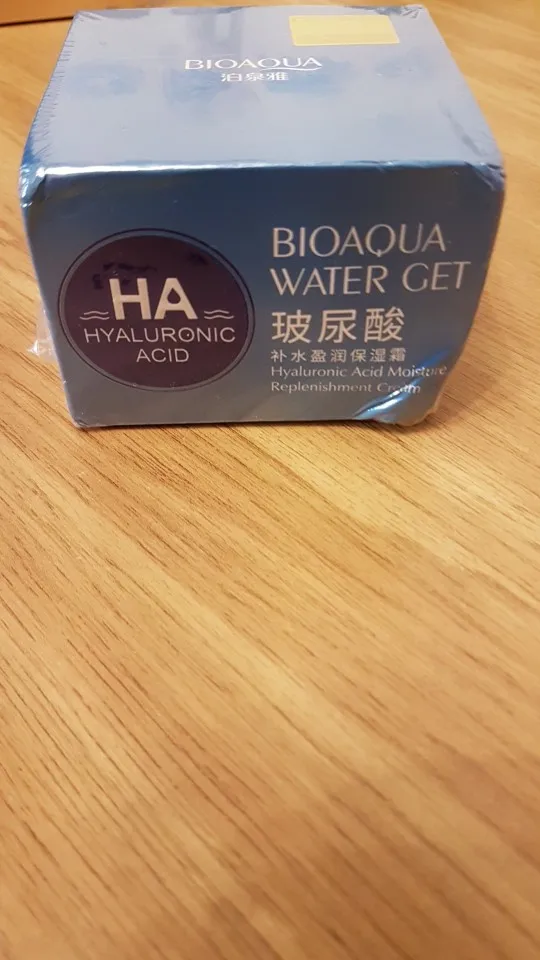 BIOAQUA
泊泉雅
HA
HYALURONIC
ACID
BIOAQUA
WATER GET
玻尿酸
补水盈润保湿霜
Hyaluronic Acid Moisture
Replenishment Cream